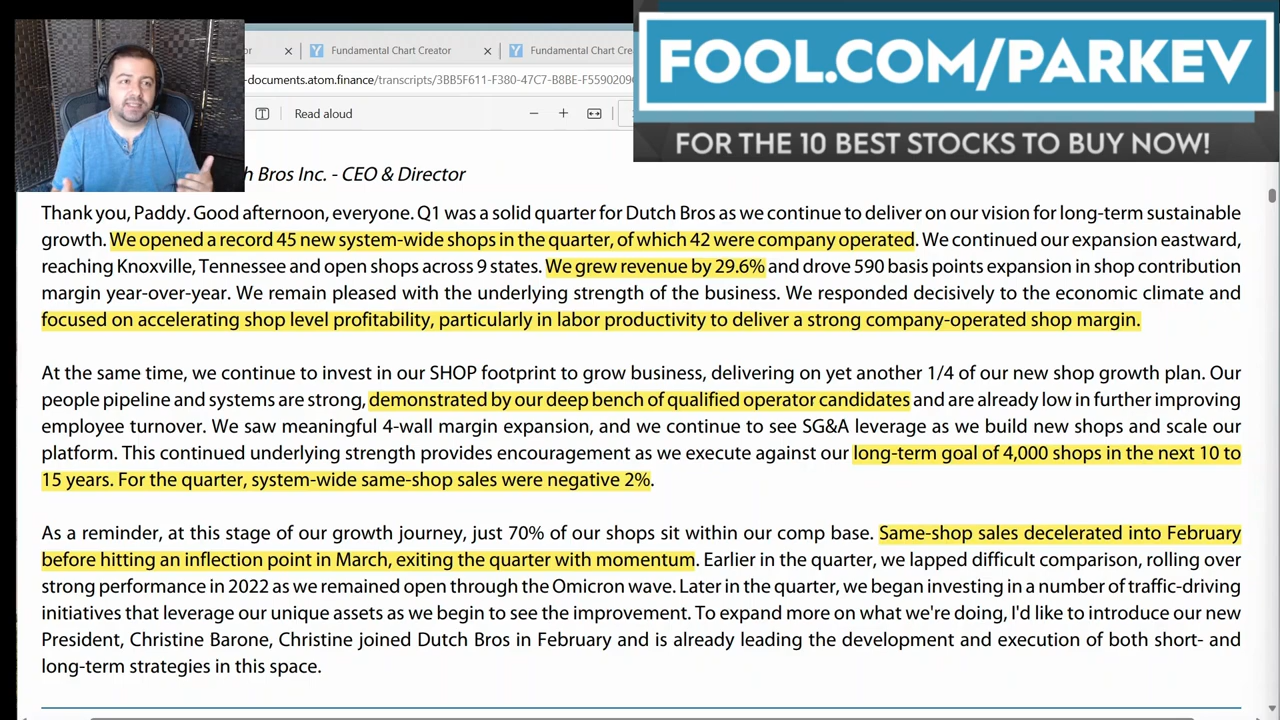 FOOL.COM/PARKEV
FOR THE 10 BEST STOCKS TO BUY NOW!
Fundamental Chart Creator
Fundamental Chart Cre
-documents.atom.finance/transcripts/3BB5F611-F380-47C7-
Read aloud
h Bros Inc. - CEO & Director
Thank you, Paddy. Good afternoon, everyone. Q1 was a solid quarter for Dutch Bros as we continue to deliver on our vision for long-term sustainable
growth. We opened a record 45 new system-wide shops in the quarter, of which 42 were company operated. We continued our expansion eastward,
reaching Knoxville, Tennessee and open shops across 9 states. We grew revenue by 29.6% and drove 590 basis points expansion in shop contribution
margin year-over-year. We remain pleased with the underlying strength of the business. We responded decisively to the economic climate and
focused on accelerating shop level profitability, particularly in labor productivity to deliver a strong company-operated shop margin.
At the same time, we continue to invest in our SHOP footprint to grow business, delivering on yet another 1/4 of our new shop growth plan. Our
people pipeline and systems are strong, demonstrated by our deep bench of qualified operator candidates and are already low in further improving
employee turnover. We saw meaningful 4-wall margin expansion, and we continue to see SG&A leverage as we build new shops and scale our
platform. This continued underlying strength provides encouragement as we execute against our long-term goal of 4,000 shops in the next 10 to
15 years. For the quarter, system-wide same-shop sales were negative 2%.
As a reminder, at this stage of our growth journey, just 70% of our shops sit within our comp base. Same-shop sales decelerated into February
before hitting an inflection point in March, exiting the quarter with momentum. Earlier in the quarter, we lapped difficult comparison, rolling over
strong performance in 2022 as we remained open through the Omicron wave. Later in the quarter, we began investing in a number of traffic-driving
initiatives that leverage our unique assets as we begin to see the improvement. To expand more on what we're doing, I'd like to introduce our new
President, Christine Barone, Christine joined Dutch Bros in February and is already leading the development and execution of both short- and
long-term strategies in this space.